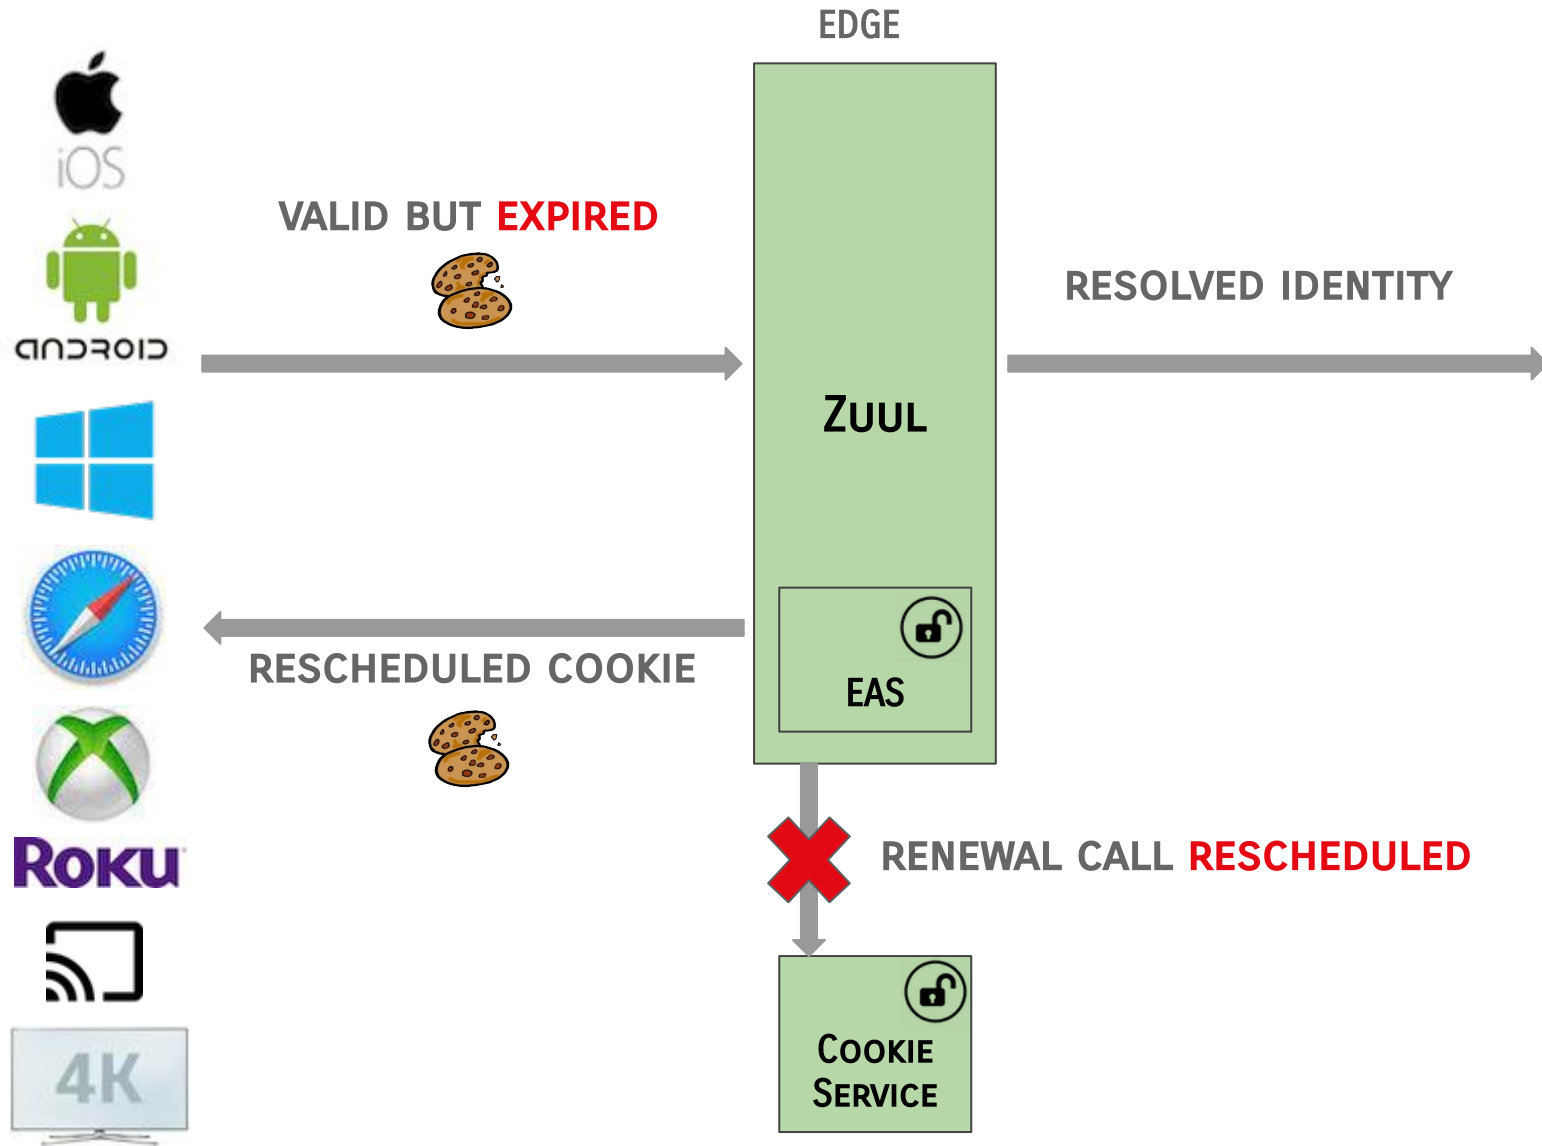 EDGE
iOS
VALID BUT EXPIRED
ANDROID
RESOLVED IDENTITY
ZUUL
RESCHEDULED COOKIE
EAS
ROKU
RENEWAL CALL RESCHEDULED
4K
COOKIE
SERVICE